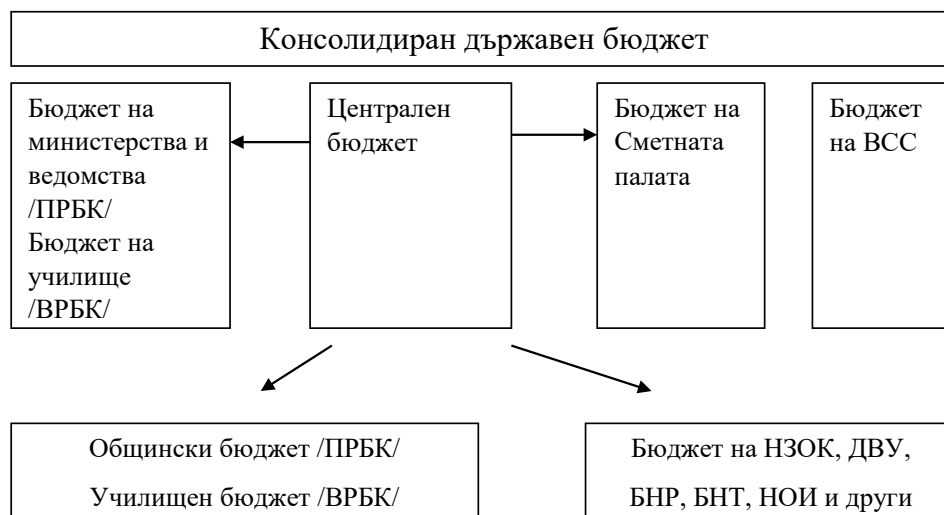 Консолидиран държавен бюджет
Бюджет на
министерства и
ведомства
/ПРБК/
Бюджет на
училище
/ВРБК/
Централен
бюджет
Бюджет на
Сметната
палата
Бюджет
на ВСС
Общински бюджет /ПРБК/
Училищен бюджет /ВРБК/
Бюджет на НЗОК, ДВУ,
БНР, БНТ, НОИ и други